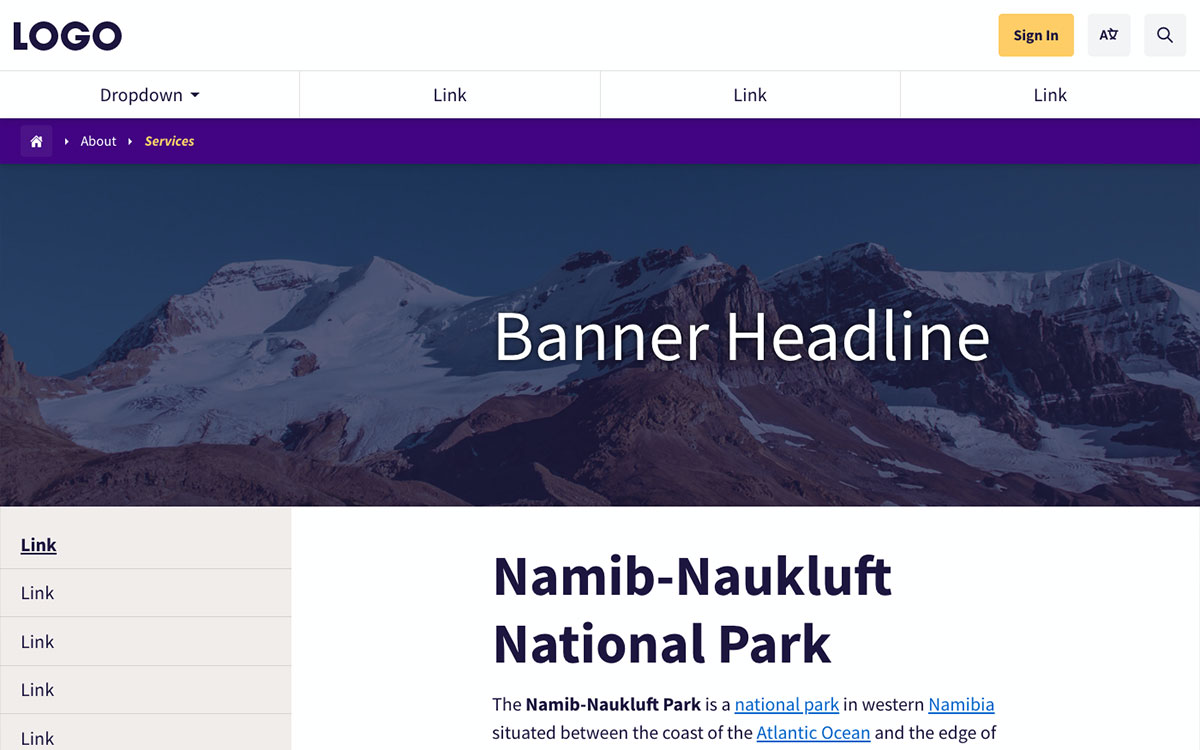 LOGO
Sign In
Dropdown
Link
Link
Link
About
Services
Banner Headline
Link
Link
Link
Link
Link
Namib-Naukluft
National Park
The Namib-Naukluft Park is a national park in western Namibia
situated between the coast of the Atlantic Ocean and the edge of